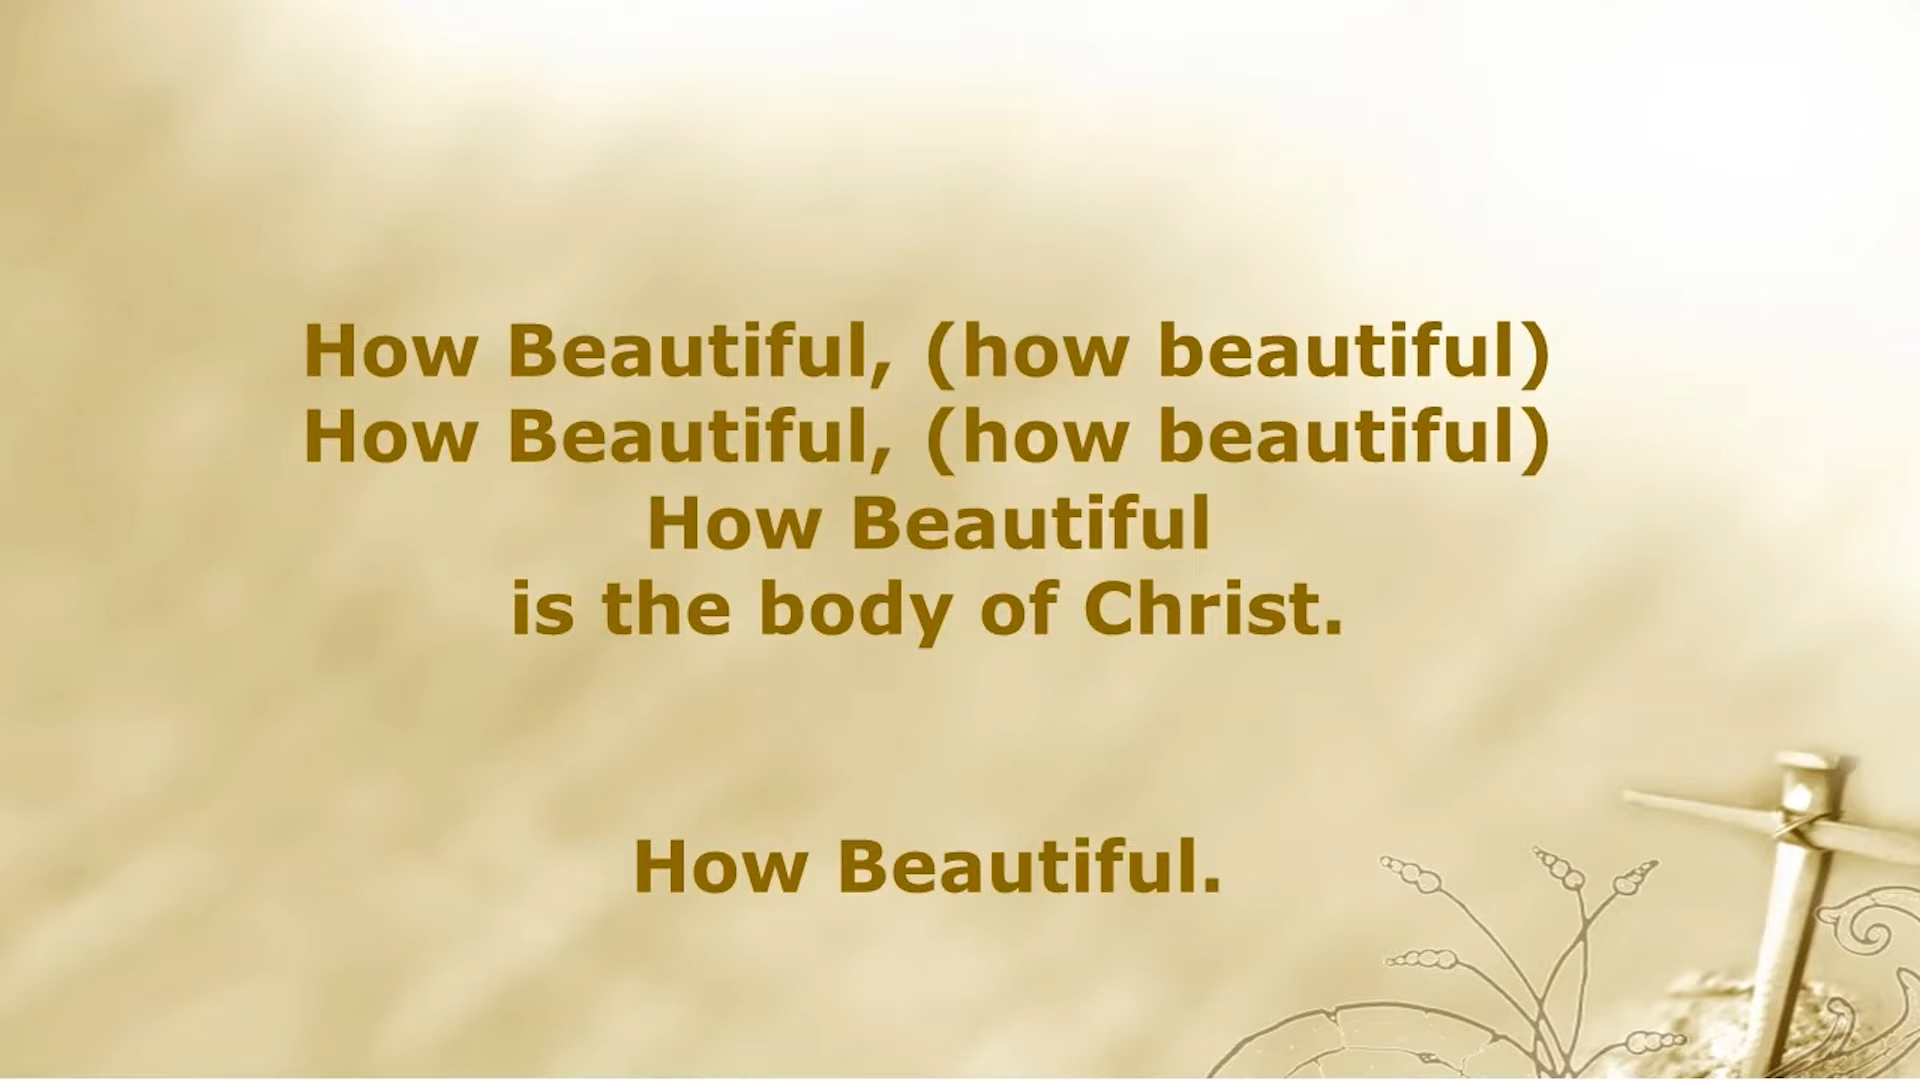 How Beautiful, (how beautiful)
How Beautiful, (how beautiful)
How Beautiful
is the body of Christ.
How Beautiful.